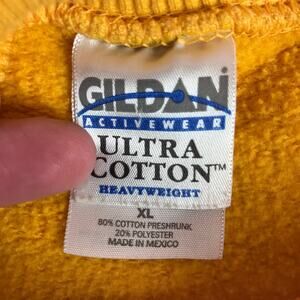 GILDAN
ACTIVEWEAR
ULTRA
COTTON™
HEAVYWEIGHT
XL
80% COTTON PRESHRUNK
20% POLYESTER
MADE IN MEXICO